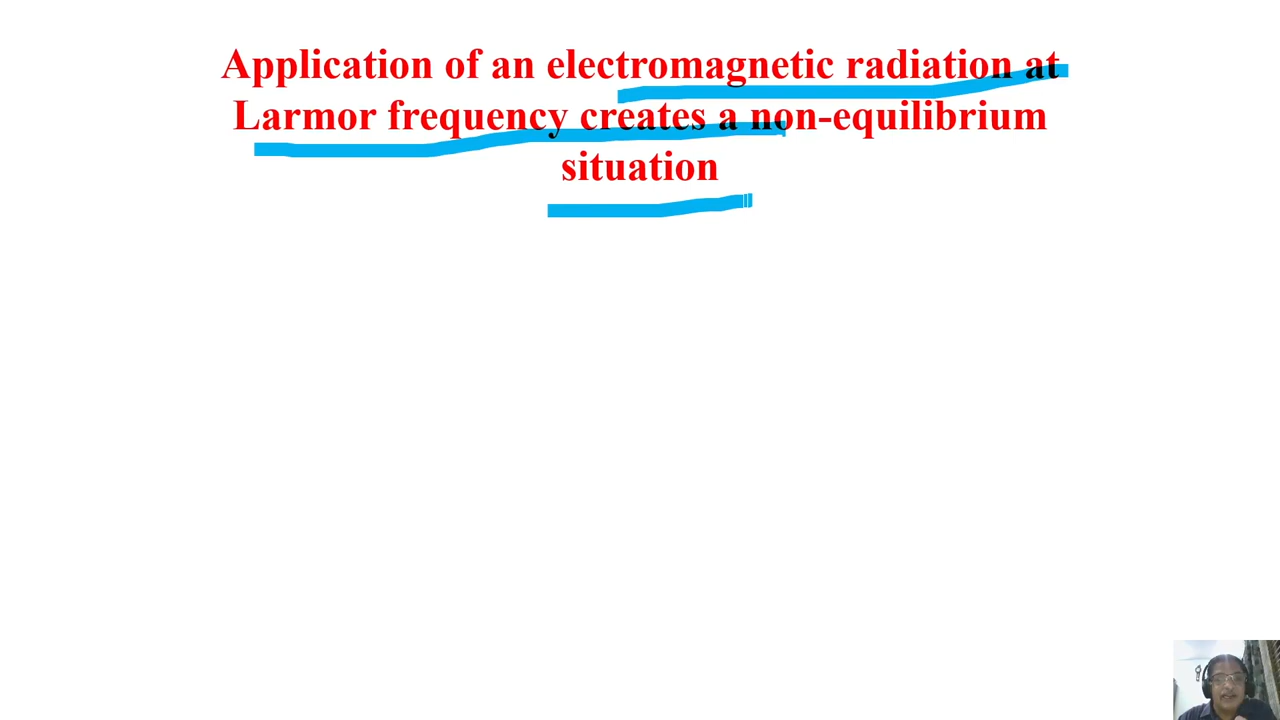 Application of an electromagnetic radiation at
Larmor frequency creates a non-equilibrium
situation